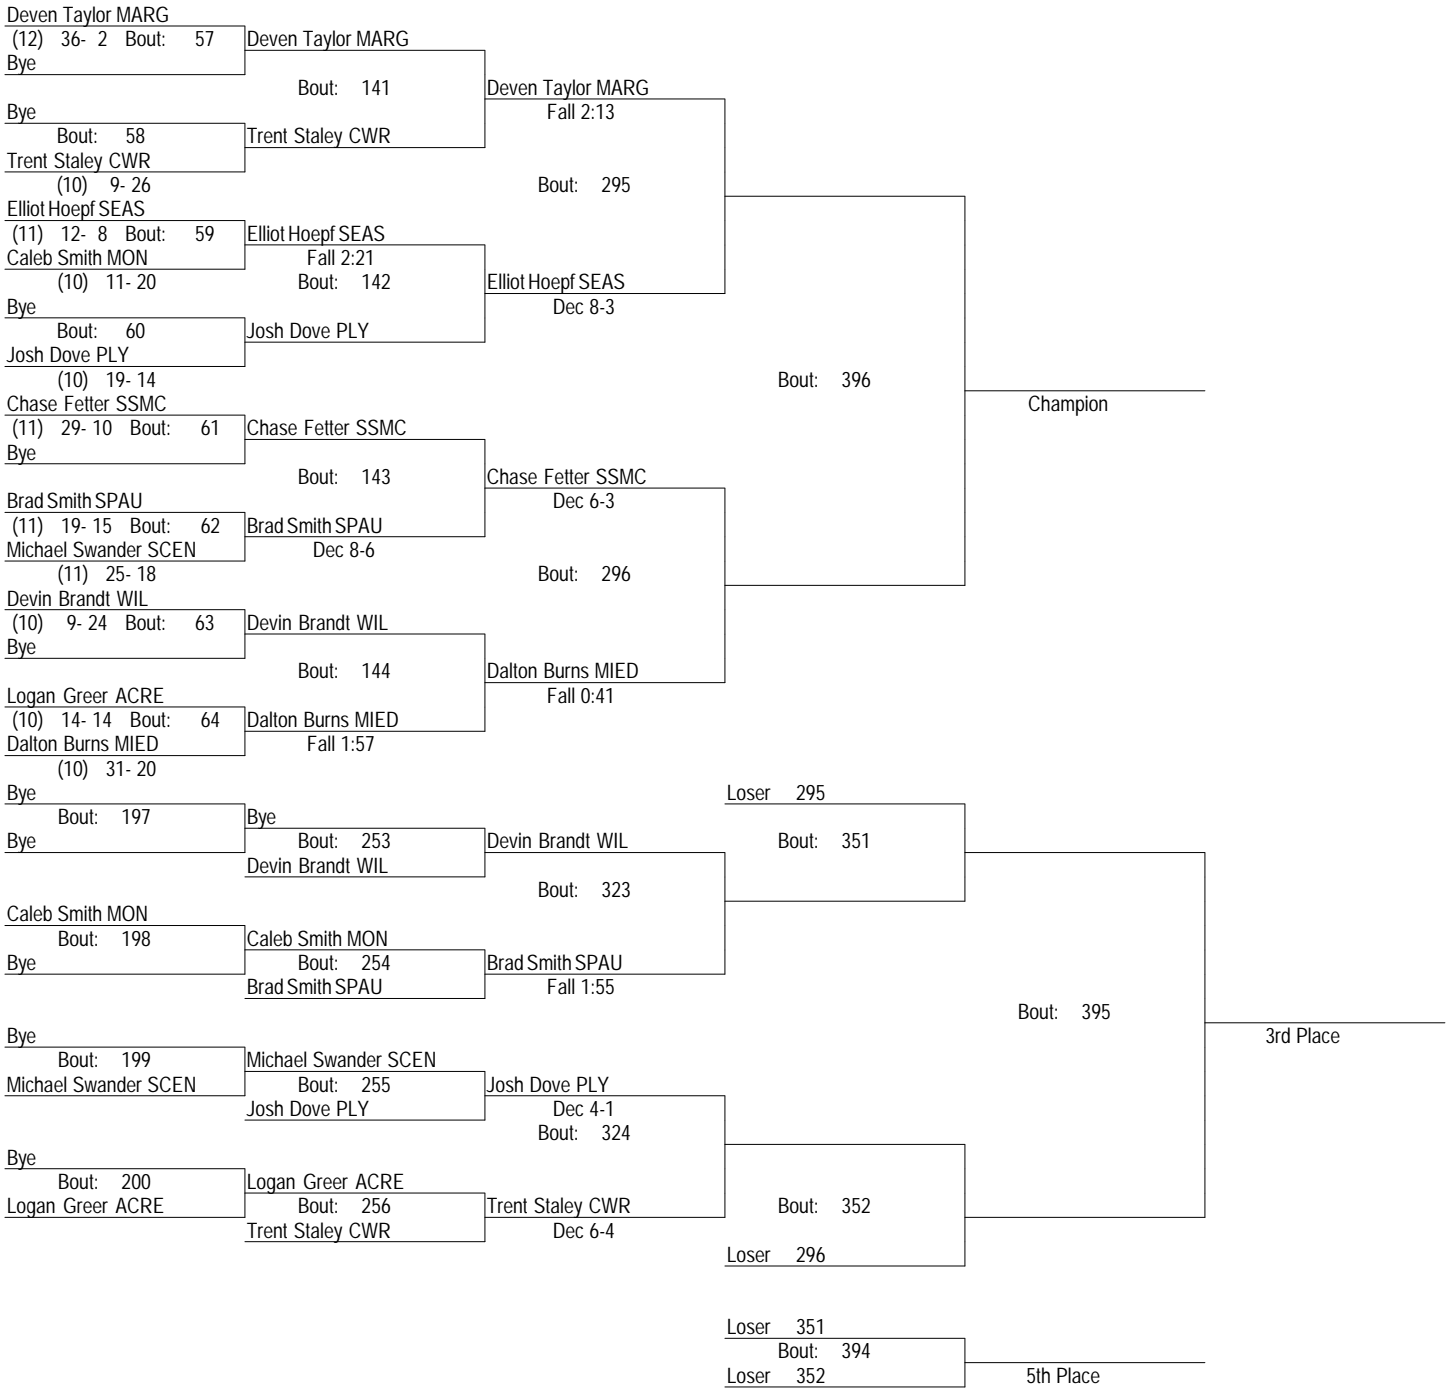 Deven Taylor MARG
(12) 36- 2 Bout: 57 Deven Taylor MARG
Bye
Bout: 141 Deven Taylor MARG
Bye Fall 2:13
Bout: 58 Trent Staley CWR
Trent Staley CWR
(10) 9- 26 Bout: 295
Elliot Hoepf SEAS
(11) 12- 8 Bout: 59 Elliot Hoepf SEAS
Caleb Smith MON Fall 2:21
(10) 11- 20 Bout: 142 Elliot Hoepf SEAS
Bye Dec 8-3
Bout: 60 Josh Dove PLY
Josh Dove PLY
(10) 19- 14 Bout: 396
Chase Fetter SSMC Champion
(11) 29- 10 Bout: 61 Chase Fetter SSMC
Bye
Bout: 143 Chase Fetter SSMC
Brad Smith SPAU Dec 6-3
(11) 19- 15 Bout: 62 Brad Smith SPAU
Michael Swander SCEN Dec 8-6
(11) 25- 18 Bout: 296
Devin Brandt WIL
(10) 9- 24 Bout: 63 Devin Brandt WIL
Bye
Bout: 144 Dalton Burns MIED
Logan Greer ACRE Fall 0:41
(10) 14- 14 Bout: 64 Dalton Burns MIED
Dalton Burns MIED Fall 1:57
(10) 31- 20
Bye Loser 295
Bout: 197 Bye
Bye Bout: 253 Devin Brandt WIL Bout: 351
Devin Brandt WIL
Bout: 323
Caleb Smith MON
Bout: 198 Caleb Smith MON
Bye Bout: 254 Brad Smith SPAU
Brad Smith SPAU Fall 1:55
Bout: 395
Bye 3rd Place
Bout: 199 Michael Swander SCEN
Michael Swander SCEN Bout: 255 Josh Dove PLY
Josh Dove PLY Dec 4-1
Bout: 324
Bye
Bout: 200 Logan Greer ACRE
Logan Greer ACRE Bout: 256 Trent Staley CWR Bout: 352
Trent Staley CWR Dec 6-4
Loser 296
Loser 351
Bout: 394
Loser 352 5th Place